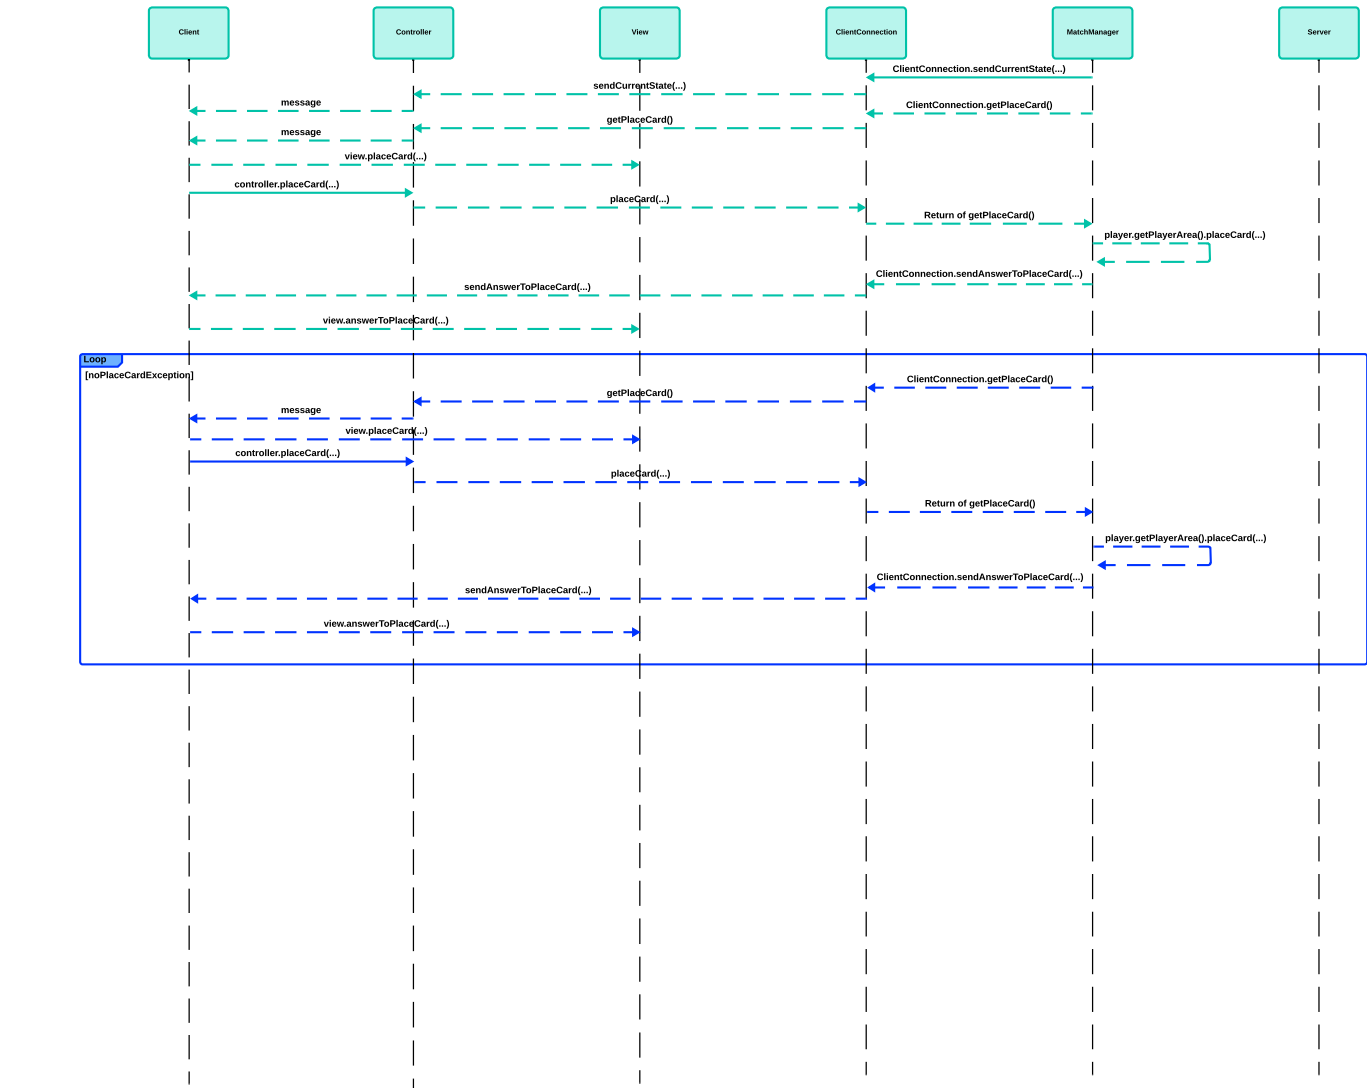 Client
Controller
View
ClientConnection
MatchManager
Server
ClientConnection.sendCurrentState(...)
sendCurrentState(...)
message
ClientConnection.getPlaceCard()
getPlaceCard()
message
view.placeCard(...)
controller.placeCard(...)
placeCard(...)
Return of getPlaceCard()
player.getPlayerArea().placeCard(...)
ClientConnection.sendAnswerToPlaceCard(...)
sendAnswerToPlaceCard(...)
view.answerToPlaceCard(...)
Loop
[noPlaceCardException]
ClientConnection.getPlaceCard()
getPlaceCard()
message
view.placeCard(...)
controller.placeCard(...)
placeCard(...)
Return of getPlaceCard()
player.getPlayerArea().placeCard(...)
ClientConnection.sendAnswerToPlaceCard(...)
sendAnswerToPlaceCard(...)
view.answerToPlaceCard(...)